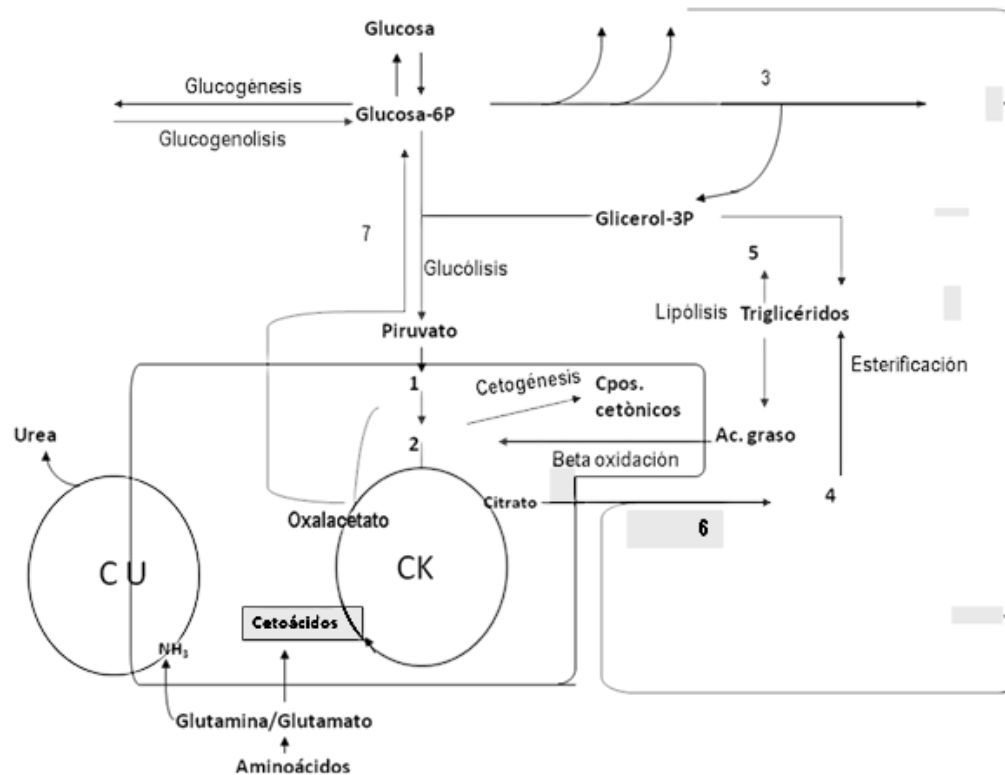 Glucosa
Glucogénesis
3
Glucosa-6P
Glucogenolisis
Glicerol-3P
7
5
Glucólisis
Lipólisis
Triglicéridos
Piruvato
Esterificación
1
Cetogénesis
Cpos.
cetònicos
Urea
2
Ac. graso
Beta oxidación
Citrato
4
Oxalacetato
6
C U
CK
Cetoácidos
NH3
Glutamina/Glutamato
Aminoácidos